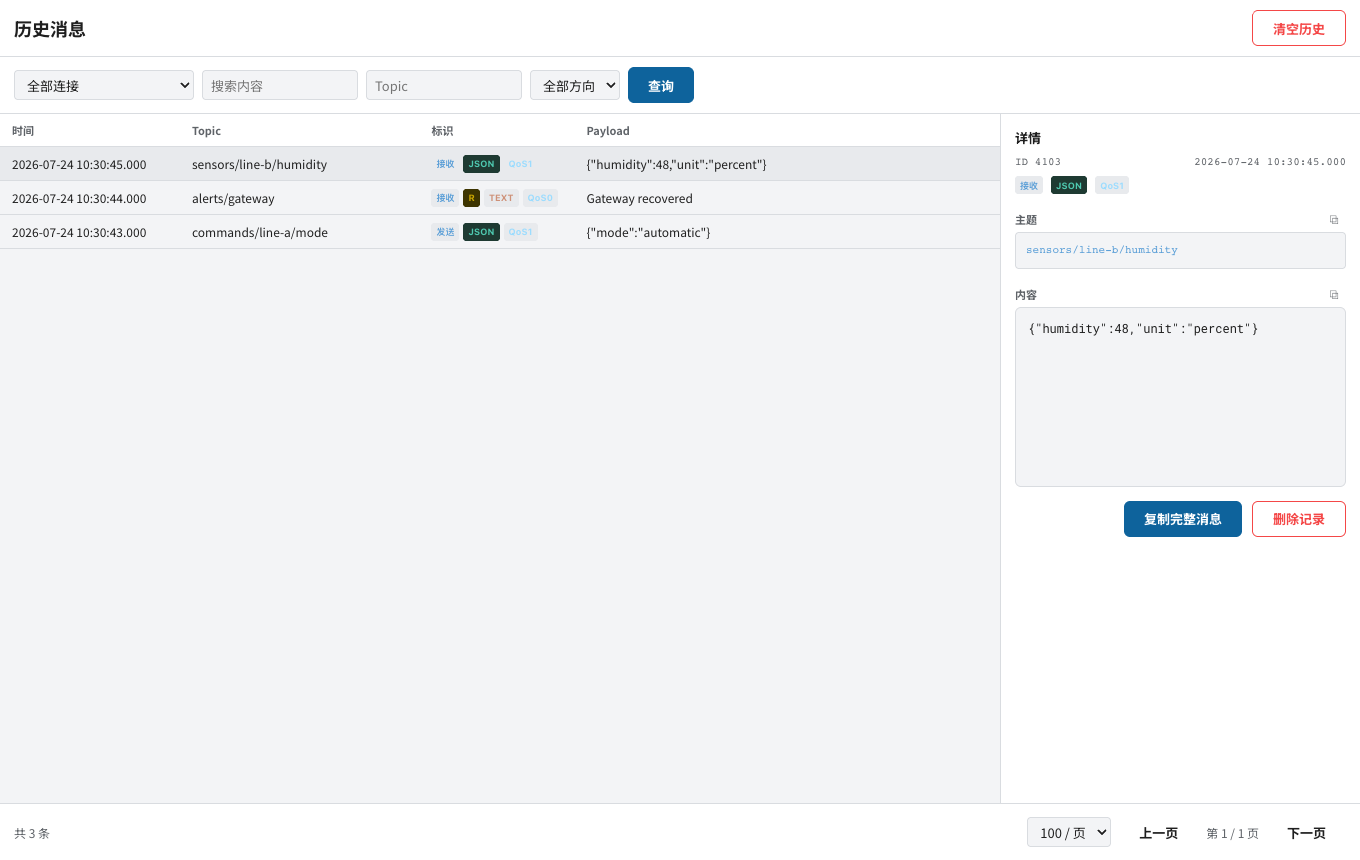 历史消息
清空历史
全部连接 搜索内容 Topic 全部方向 查询
时间 Topic 标识 Payload
2026-07-24 10:30:45.000 sensors/line-b/humidity 接收 JSON QoS1 {"humidity":48,"unit":"percent"}
2026-07-24 10:30:44.000 alerts/gateway 接收 R TEXT QoS0 Gateway recovered
2026-07-24 10:30:43.000 commands/line-a/mode 发送 JSON QoS1 {"mode":"automatic"}
详情
ID 4103 2026-07-24 10:30:45.000
接收 JSON QoS1
主题
sensors/line-b/humidity
内容
{"humidity":48,"unit":"percent"}
复制完整消息 删除记录
共 3 条 100 / 页 上一页 第 1 / 1 页 下一页